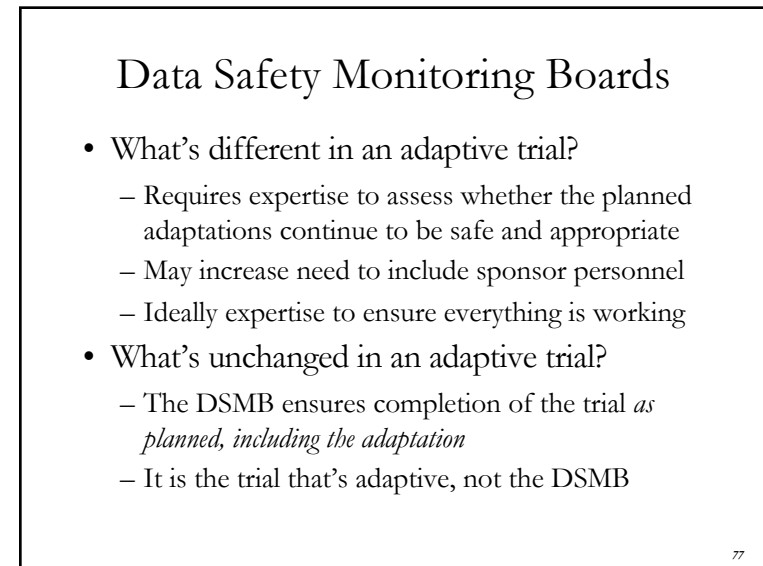 Data Safety Monitoring Boards
• What’s different in an adaptive trial?
– Requires expertise to assess whether the planned
adaptations continue to be safe and appropriate
– May increase need to include sponsor personnel
– Ideally expertise to ensure everything is working
• What’s unchanged in an adaptive trial?
– The DSMB ensures completion of the trial as
planned, including the adaptation
– It is the trial that’s adaptive, not the DSMB
77